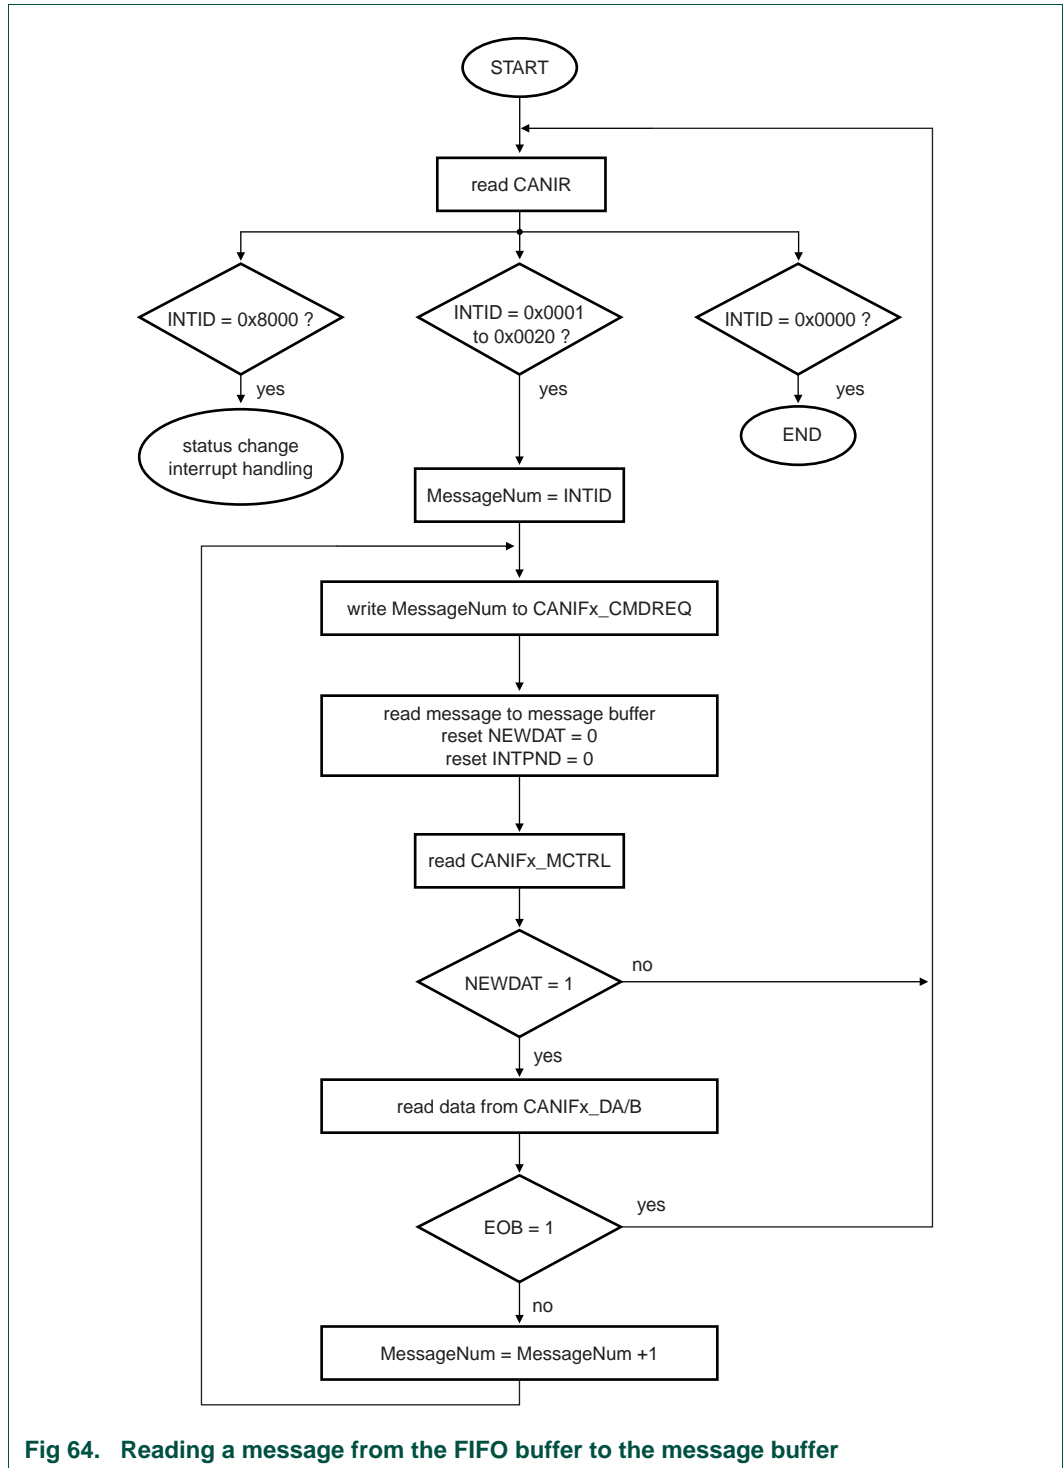 START
read CANIR
INTID = 0x8000 ?
INTID = 0x0001
to 0x0020 ?
INTID = 0x0000 ?
yes
yes
yes
status change
interrupt handling
END
MessageNum = INTID
write MessageNum to CANIFx_CMDREQ
read message to message buffer
reset NEWDAT = 0
reset INTPND = 0
read CANIFx_MCTRL
NEWDAT = 1
no
yes
read data from CANIFx_DA/B
EOB = 1
yes
no
MessageNum = MessageNum +1
Fig 64. Reading a message from the FIFO buffer to the message buffer